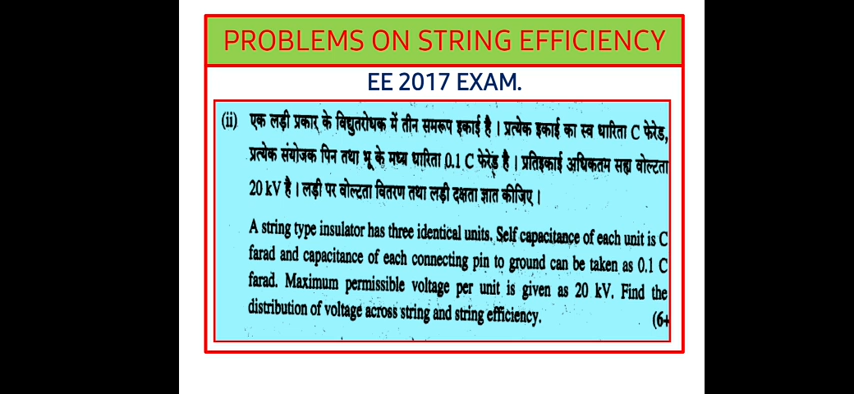 PROBLEMS ON STRING EFFICIENCY
EE 2017 EXAM.
(ii) एक लड़ी प्रकार के विद्युतरोधक में तीन समरूप इकाई है। प्रत्येक इकाई का स्व धारिता C फेरेड,
प्रत्येक संयोजक पिन तथा भू के मध्य धारिता 0.1 C फेरेड़ है। प्रतिइकाई अधिकतम सह्य वोल्टता
20 kV है। लड़ी पर वोल्टता वितरण तथा लड़ी दक्षता ज्ञात कीजिए।
A string type insulator has three identical units. Self capacitance of each unit is C
farad and capacitance of each connecting pin to ground can be taken as 0.1 C
farad. Maximum permissible voltage per unit is given as 20 kV. Find the
distribution of voltage across string and string efficiency. (6+